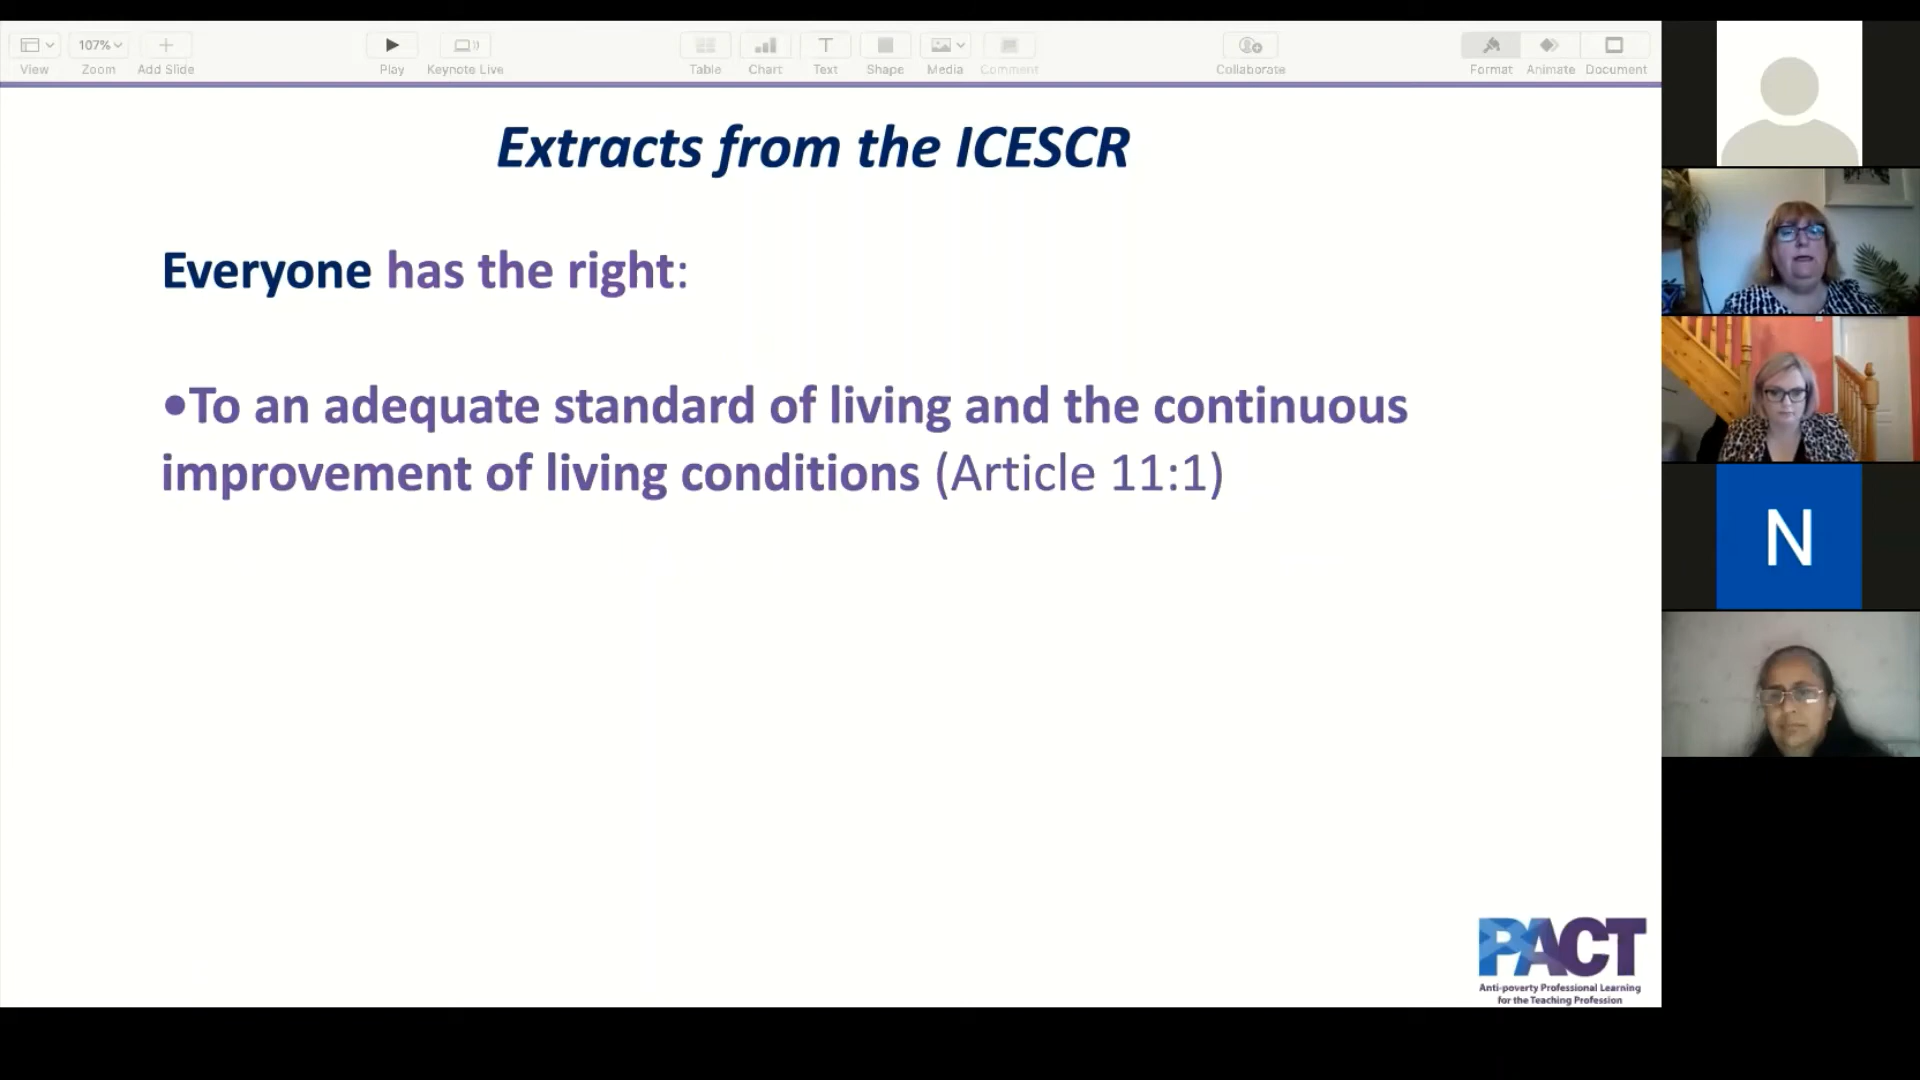 107%
View
Zoom
Add Slide
Play
Keynote Live
Table
Chart
Text
Shape
Media
Comment
Collaborate
Format
Animate
Document
Extracts from the ICESCR
Everyone has the right:
•To an adequate standard of living and the continuous
improvement of living conditions (Article 11:1)
N
PACT
Anti-poverty Professional Learning
for the Teaching Profession